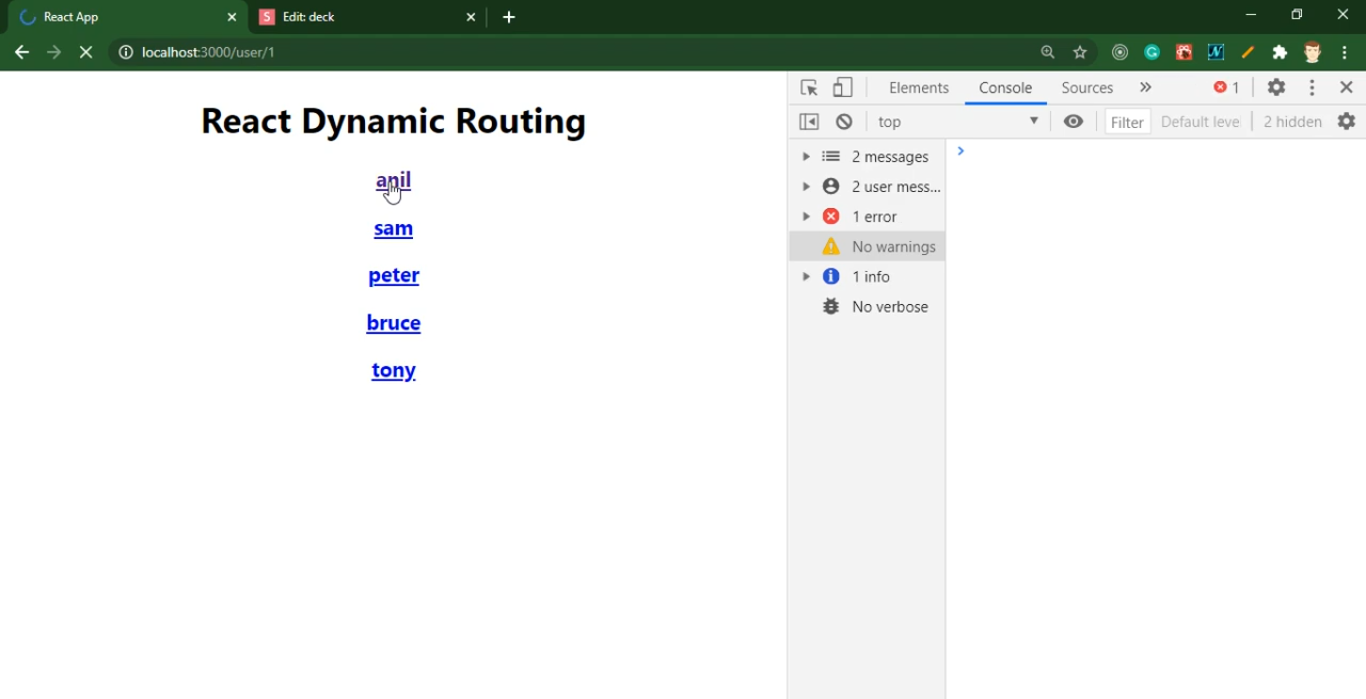 React App
S Edit: deck
localhost:3000/user/1
React Dynamic Routing
anil
sam
peter
bruce
tony
Elements Console Sources » 1
top Filter Default leve 2 hidden
2 messages
2 user mess...
1 error
No warnings
1 info
No verbose